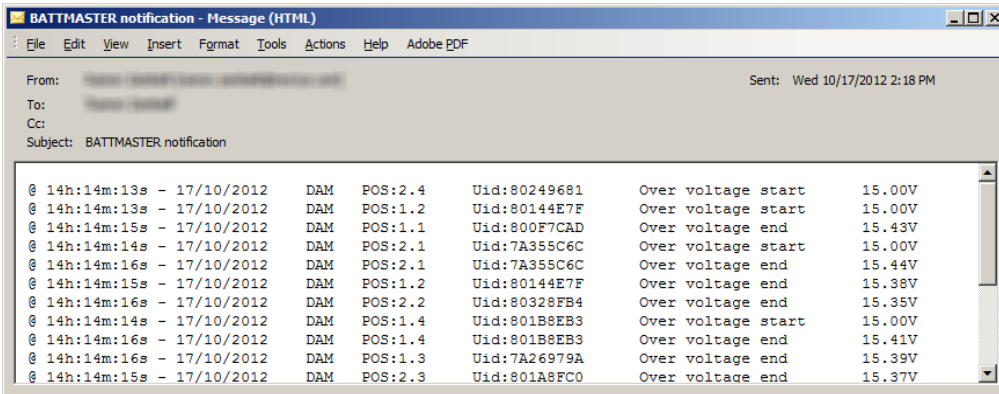 BATTMASTER notification - Message (HTML)
File Edit View Insert Format Tools Actions Help Adobe PDF
From: Sent: Wed 10/17/2012 2:18 PM
To:
Cc:
Subject: BATTMASTER notification
@ 14h:14m:13s - 17/10/2012 DAM POS:2.4 Uid:80249681 Over voltage start 15.00V
@ 14h:14m:13s - 17/10/2012 DAM POS:1.2 Uid:80144E7F Over voltage start 15.00V
@ 14h:14m:15s - 17/10/2012 DAM POS:1.1 Uid:800F7CAD Over voltage end 15.43V
@ 14h:14m:14s - 17/10/2012 DAM POS:2.1 Uid:7A355C6C Over voltage start 15.00V
@ 14h:14m:16s - 17/10/2012 DAM POS:2.1 Uid:7A355C6C Over voltage end 15.44V
@ 14h:14m:15s - 17/10/2012 DAM POS:1.2 Uid:80144E7F Over voltage end 15.38V
@ 14h:14m:16s - 17/10/2012 DAM POS:2.2 Uid:80328FB4 Over voltage end 15.35V
@ 14h:14m:14s - 17/10/2012 DAM POS:1.4 Uid:801B8EB3 Over voltage start 15.00V
@ 14h:14m:16s - 17/10/2012 DAM POS:1.4 Uid:801B8EB3 Over voltage end 15.41V
@ 14h:14m:16s - 17/10/2012 DAM POS:1.3 Uid:7A26979A Over voltage end 15.39V
@ 14h:14m:15s - 17/10/2012 DAM POS:2.3 Uid:801A8FC0 Over voltage end 15.37V